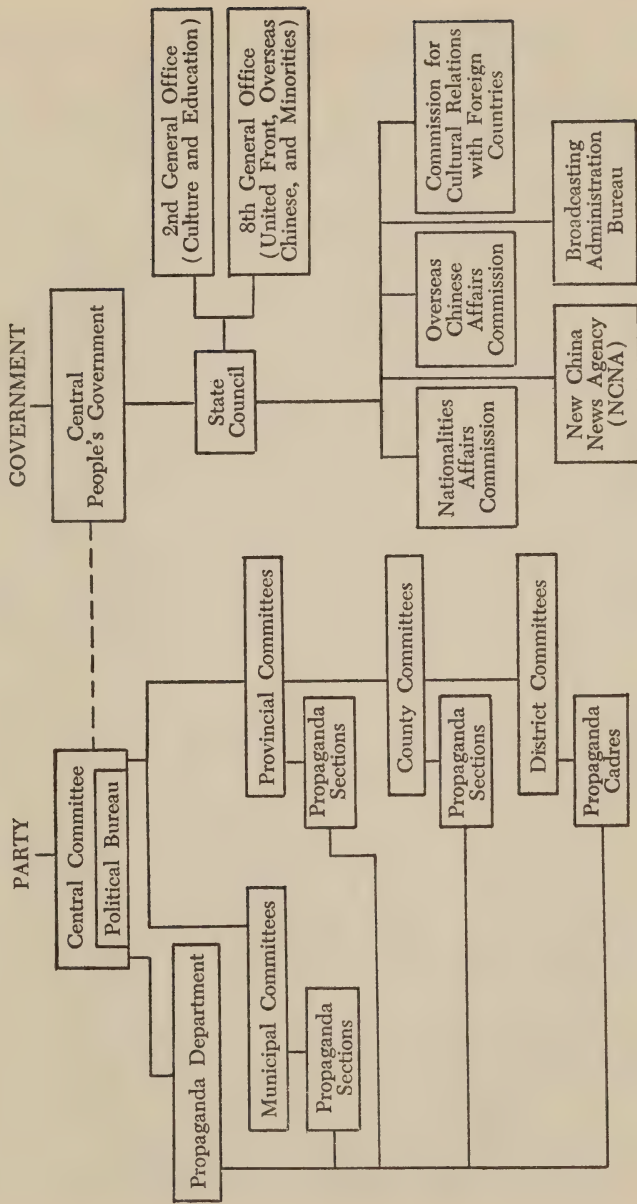 PARTY
Central Committee
Political Bureau
Propaganda Department
Municipal Committees
Propaganda
Sections
Provincial Committees
Propaganda
Sections
County Committees
Propaganda
Sections
District Committees
Propaganda
Cadres
GOVERNMENT
Central
People's Government
State
Council
2nd General Office
(Culture and Education)
8th General Office
(United Front, Overseas
Chinese, and Minorities)
Nationalities
Affairs
Commission
Overseas
Chinese
Affairs
Commission
Commission for
Cultural Relations
with Foreign
Countries
New China
News Agency
(NCNA)
Broadcasting
Administration
Bureau